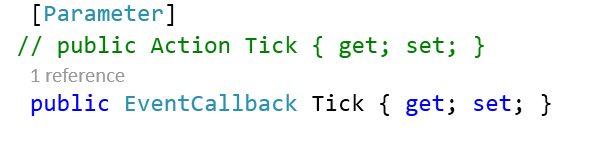 [Parameter]
// public Action Tick { get; set; }
1 reference
public EventCallback Tick { get; set; }